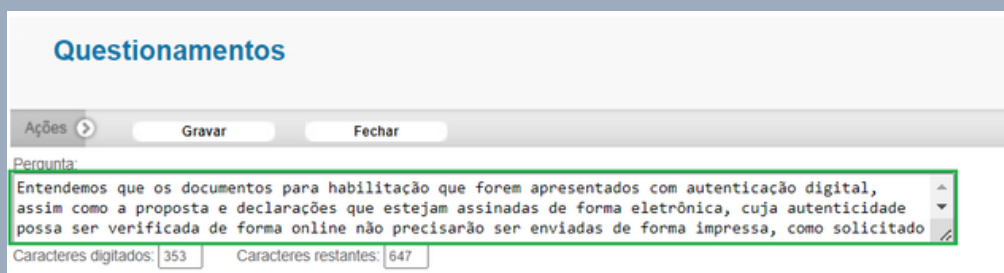 Questionamentos
Ações
Gravar
Fechar
Pergunta:
Entendemos que os documentos para habilitação que forem apresentados com autenticação digital,
assim como a proposta e declarações que estejam assinadas de forma eletrônica, cuja autenticidade
possa ser verificada de forma online não precisarão ser enviadas de forma impressa, como solicitado
Caracteres digitados: 353 Caracteres restantes: 647